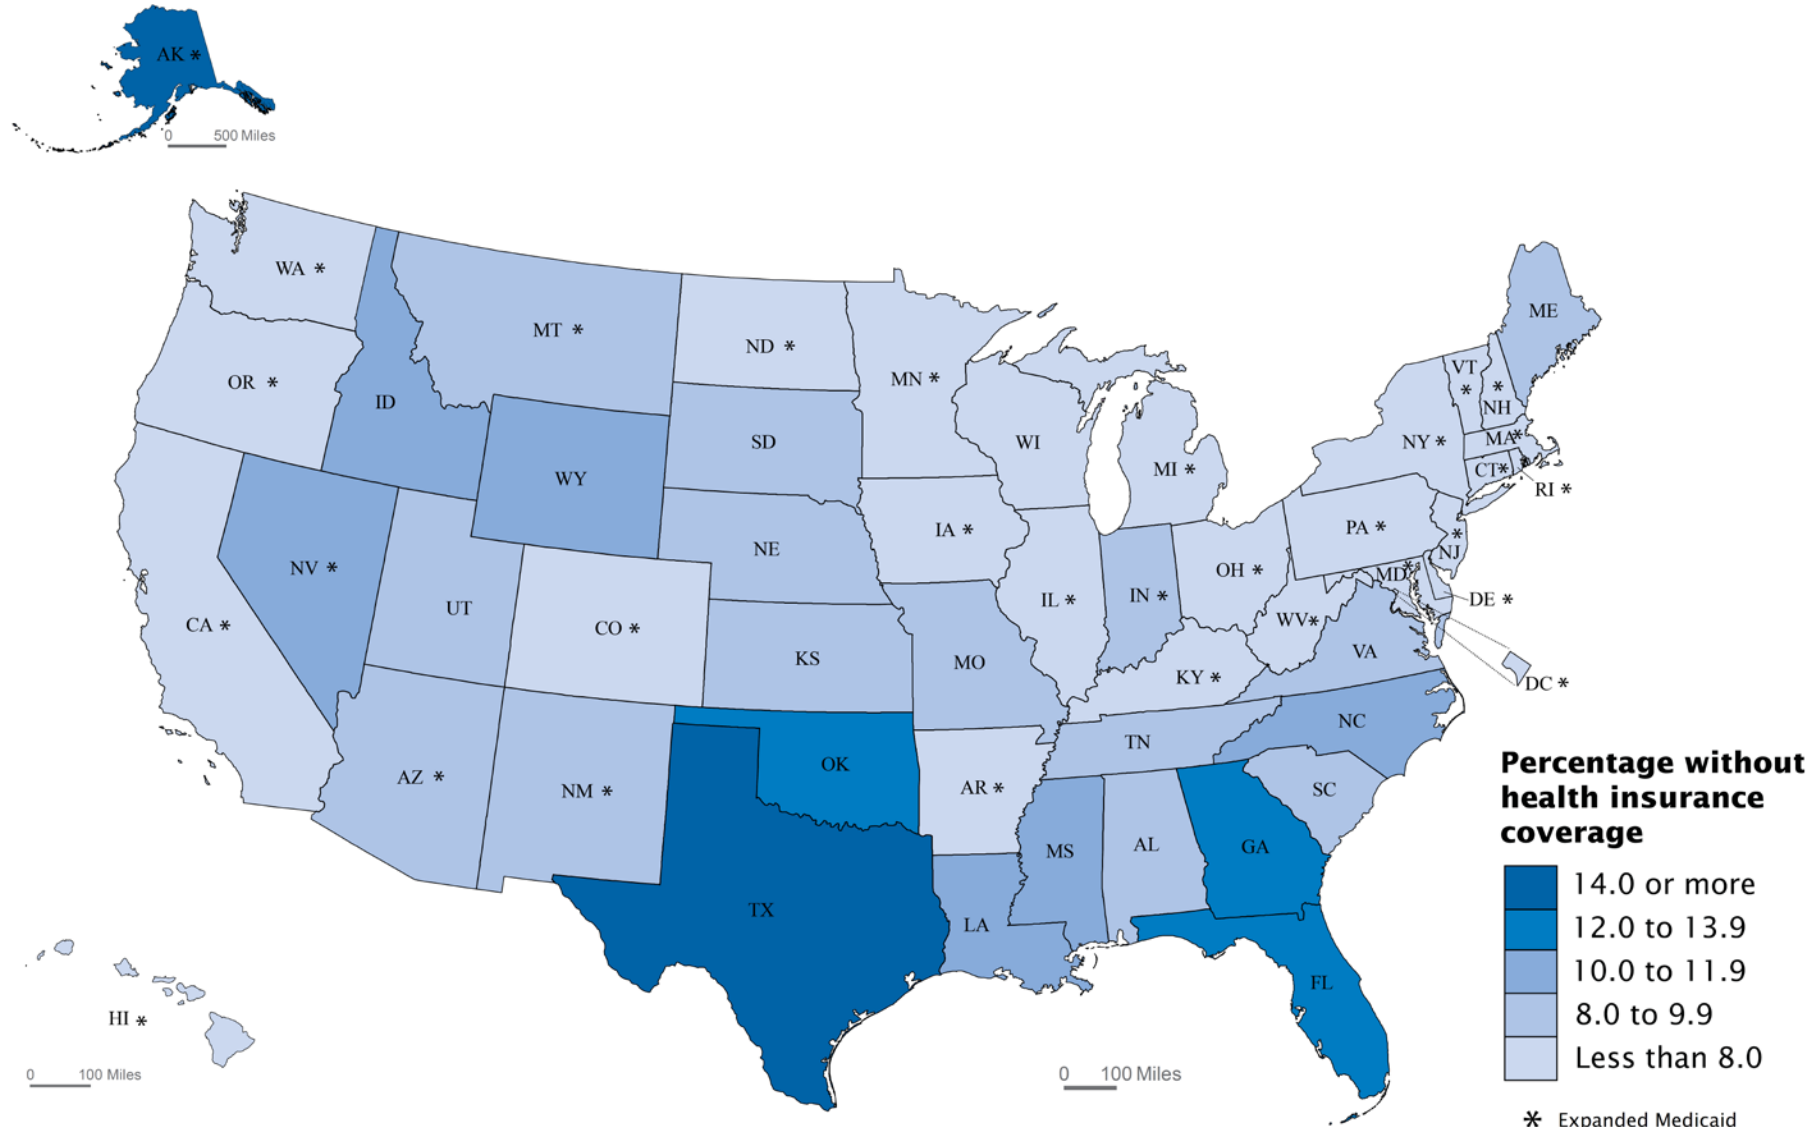 AK *
0 500 Miles
WA *
MT *
ND *
MN *
ME
VT
*
*
NH
OR *
ID
SD
WI
MI *
NY *
MA*
CT*
RI *
WY
IA *
PA *
*
NJ
NV *
NE
OH *
MD*
DE *
UT
IL *
IN *
CA *
CO *
WV*
KS
MO
VA
KY *
DC *
NC
TN
OK
AZ *
NM *
AR *
SC
MS
AL
GA
TX
LA
FL
HI *
0 100 Miles
0 100 Miles
Percentage without
health insurance
coverage
14.0 or more
12.0 to 13.9
10.0 to 11.9
8.0 to 9.9
Less than 8.0
* Expanded Medicaid